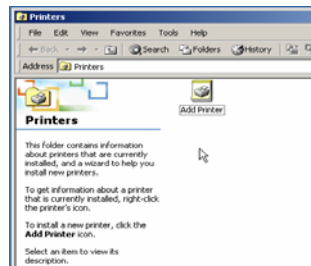 Printers
File Edit View Favorites Tools Help
Back Search Folders History
Address Printers
Add Printer
Printers
This folder contains information
about printers that are currently
installed, and a wizard to help you
install new printers.
To get information about a printer
that is currently installed, right-click
the printer's icon.
To install a new printer, click the
Add Printer icon.
Select an item to view its
description.